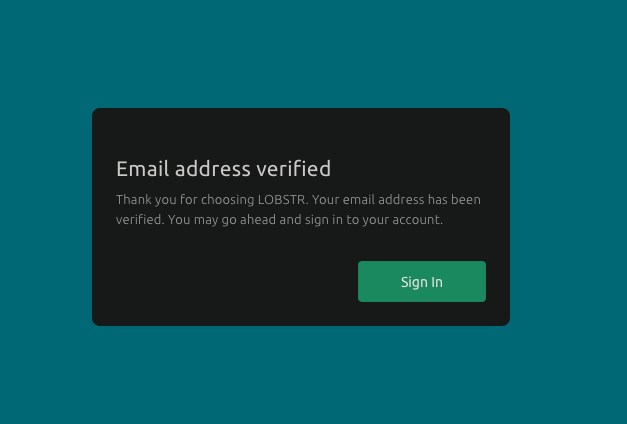 Email address verified
Thank you for choosing LOBSTR. Your email address has been
verified. You may go ahead and sign in to your account.
Sign In